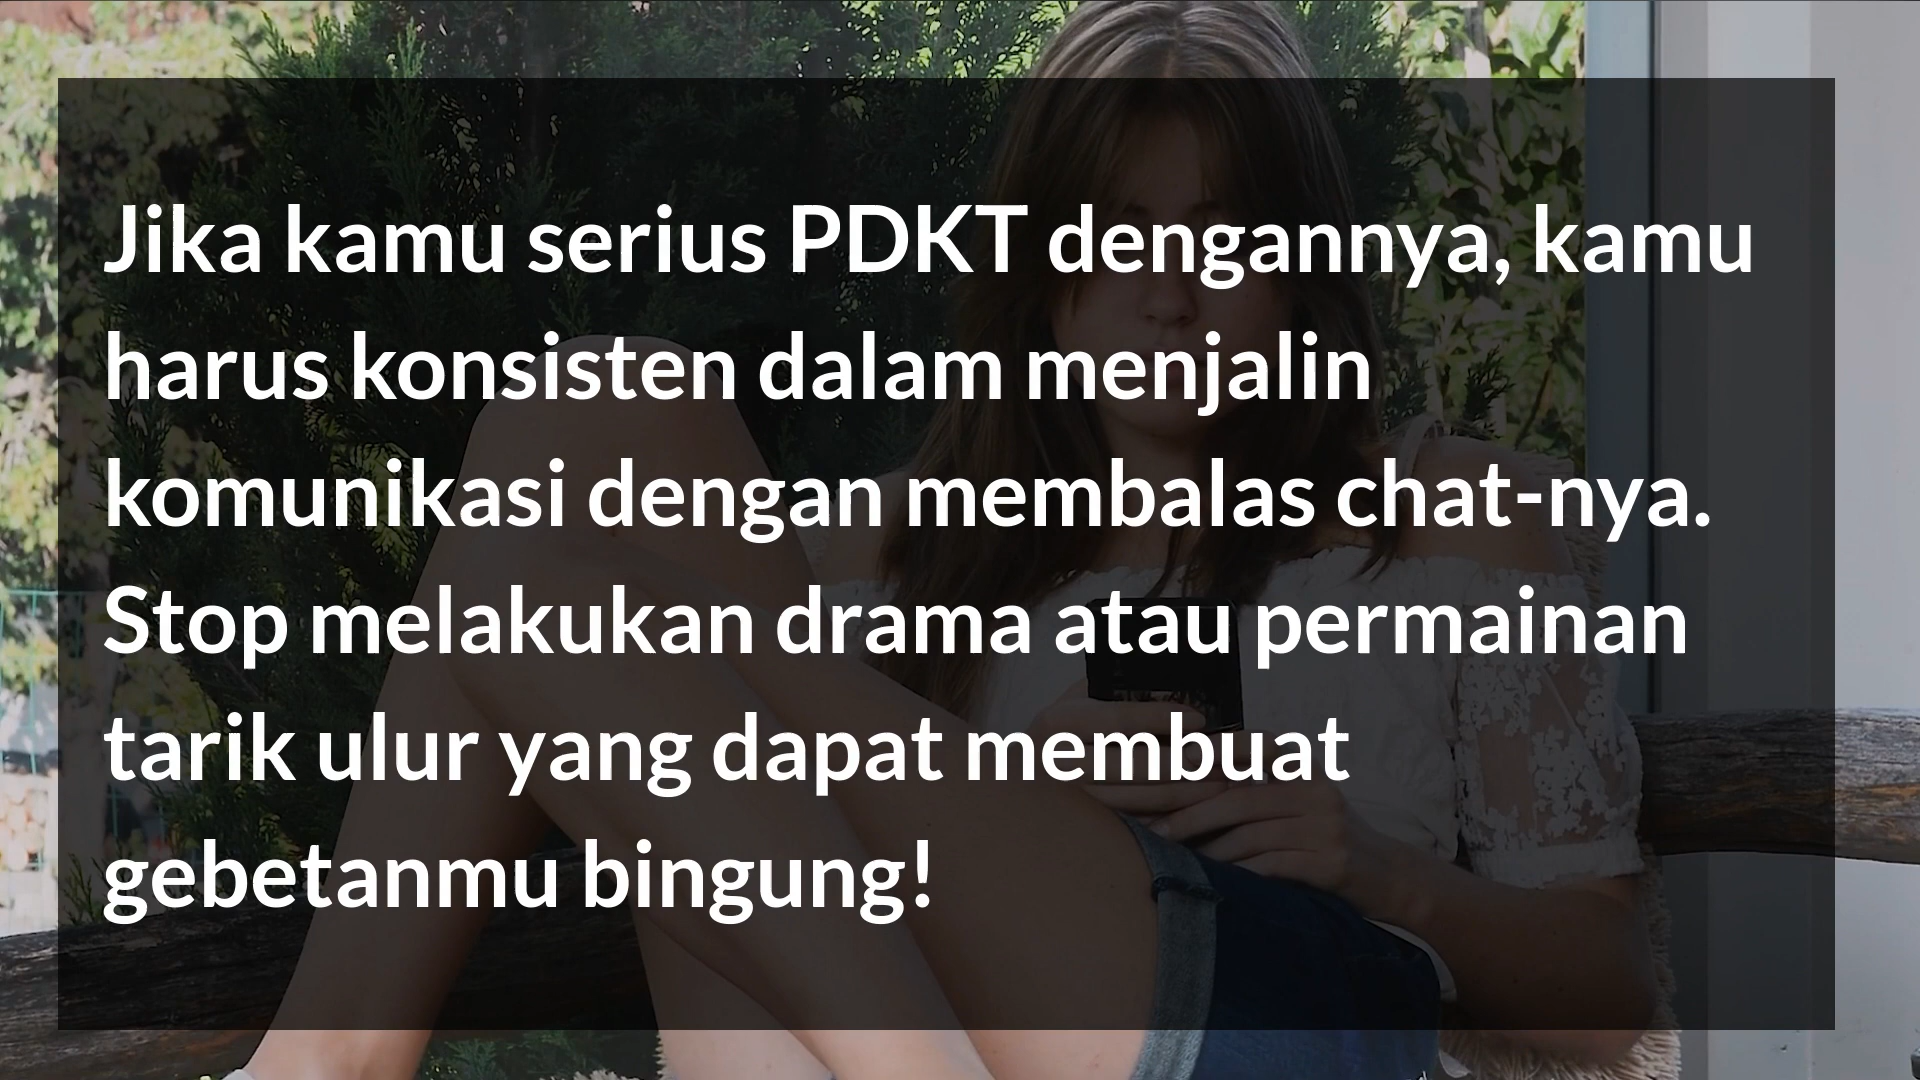 Jika kamu serius PDKT dengannya, kamu
harus konsisten dalam menjalin
komunikasi dengan membalas chat-nya.
Stop melakukan drama atau permainan
tarik ulur yang dapat membuat
gebetanmu bingung!